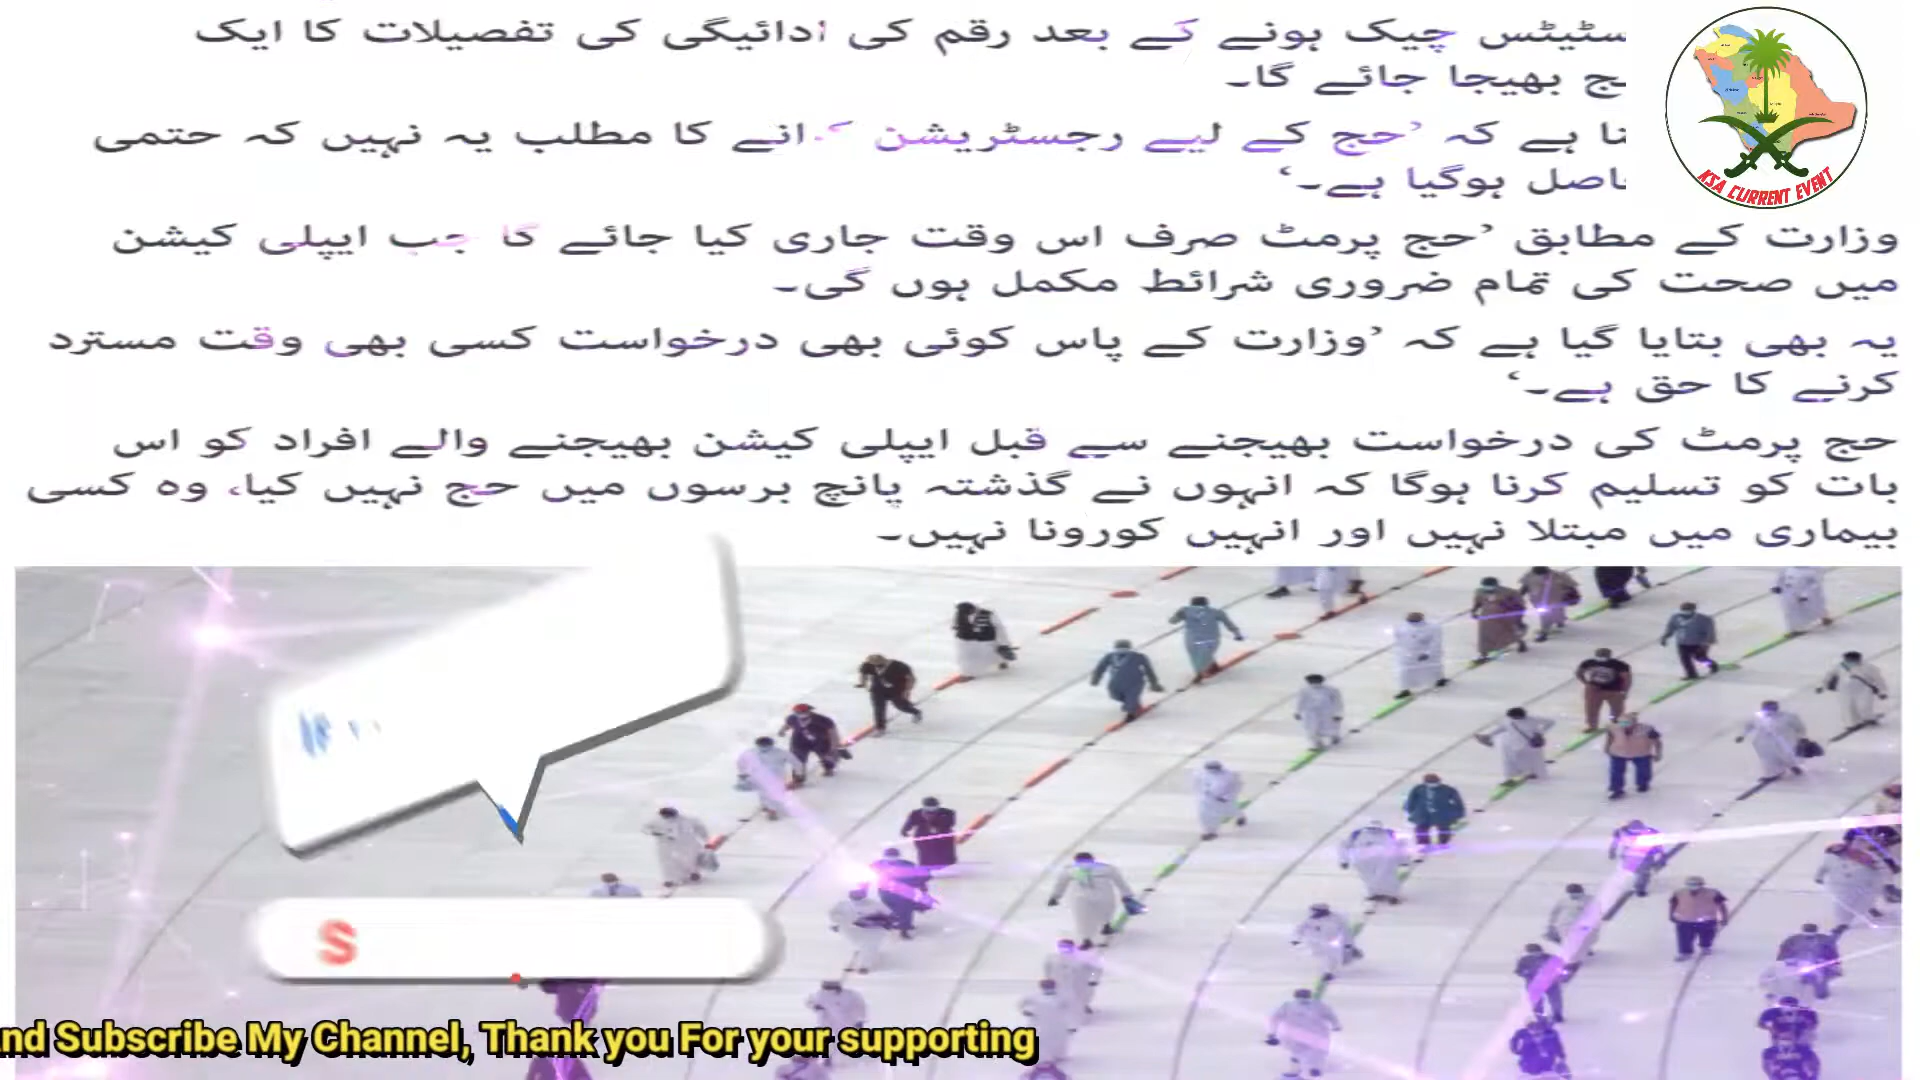 سٹیٹس چیک ہونے کے بعد رقم کی ادائیگی کی تفصیلات کا ایک
بھیجا جائے گا۔
ہے کہ ’حج کے لیے رجسٹریشن کرانے کا مطلب یہ نہیں کہ حتمی
ہوگیا ہے۔‘
وزارت کے مطابق ’حج پرمٹ صرف اس وقت جاری کیا جائے گا جب ایپلی کیشن
میں صحت کی تمام ضروری شرائط مکمل ہوں گی۔
یہ بھی بتایا گیا ہے کہ ’وزارت کے پاس کوئی بھی درخواست کسی بھی وقت مسترد
کرنے کا حق ہے۔‘
حج پرمٹ کی درخواست بھیجنے سے قبل ایپلی کیشن بھیجنے والے افراد کو اس
بات کو تسلیم کرنا ہوگا کہ انہوں نے گذشتہ پانچ برسوں میں حج نہیں کیا، وہ کسی
بیماری میں مبتلا نہیں اور انہیں کورونا نہیں۔
KSA CURRENT EVENT
S
nd Subscribe My Channel, Thank you For your supporting